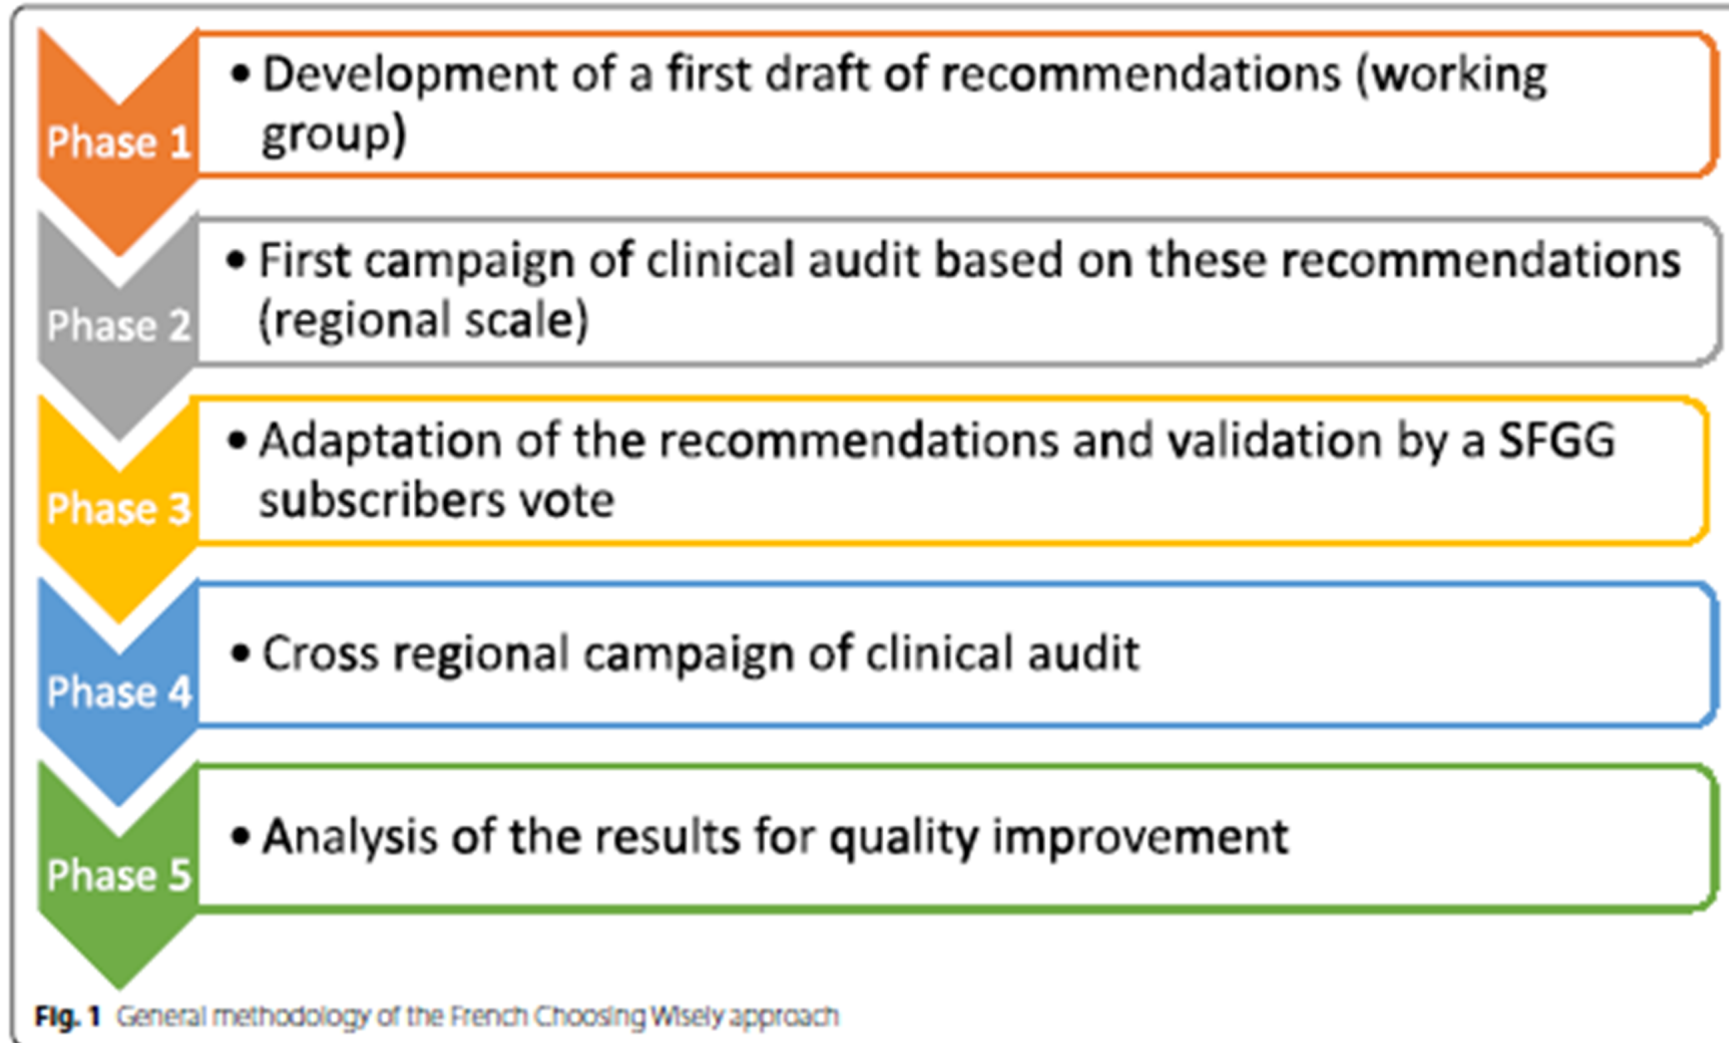 Phase 1
• Development of a first draft of recommendations (working
group)
Phase 2
• First campaign of clinical audit based on these recommendations
(regional scale)
Phase 3
• Adaptation of the recommendations and validation by a SFGG
subscribers vote
Phase 4
• Cross regional campaign of clinical audit
Phase 5
• Analysis of the results for quality improvement
Fig. 1 General methodology of the French Choosing Wisely approach